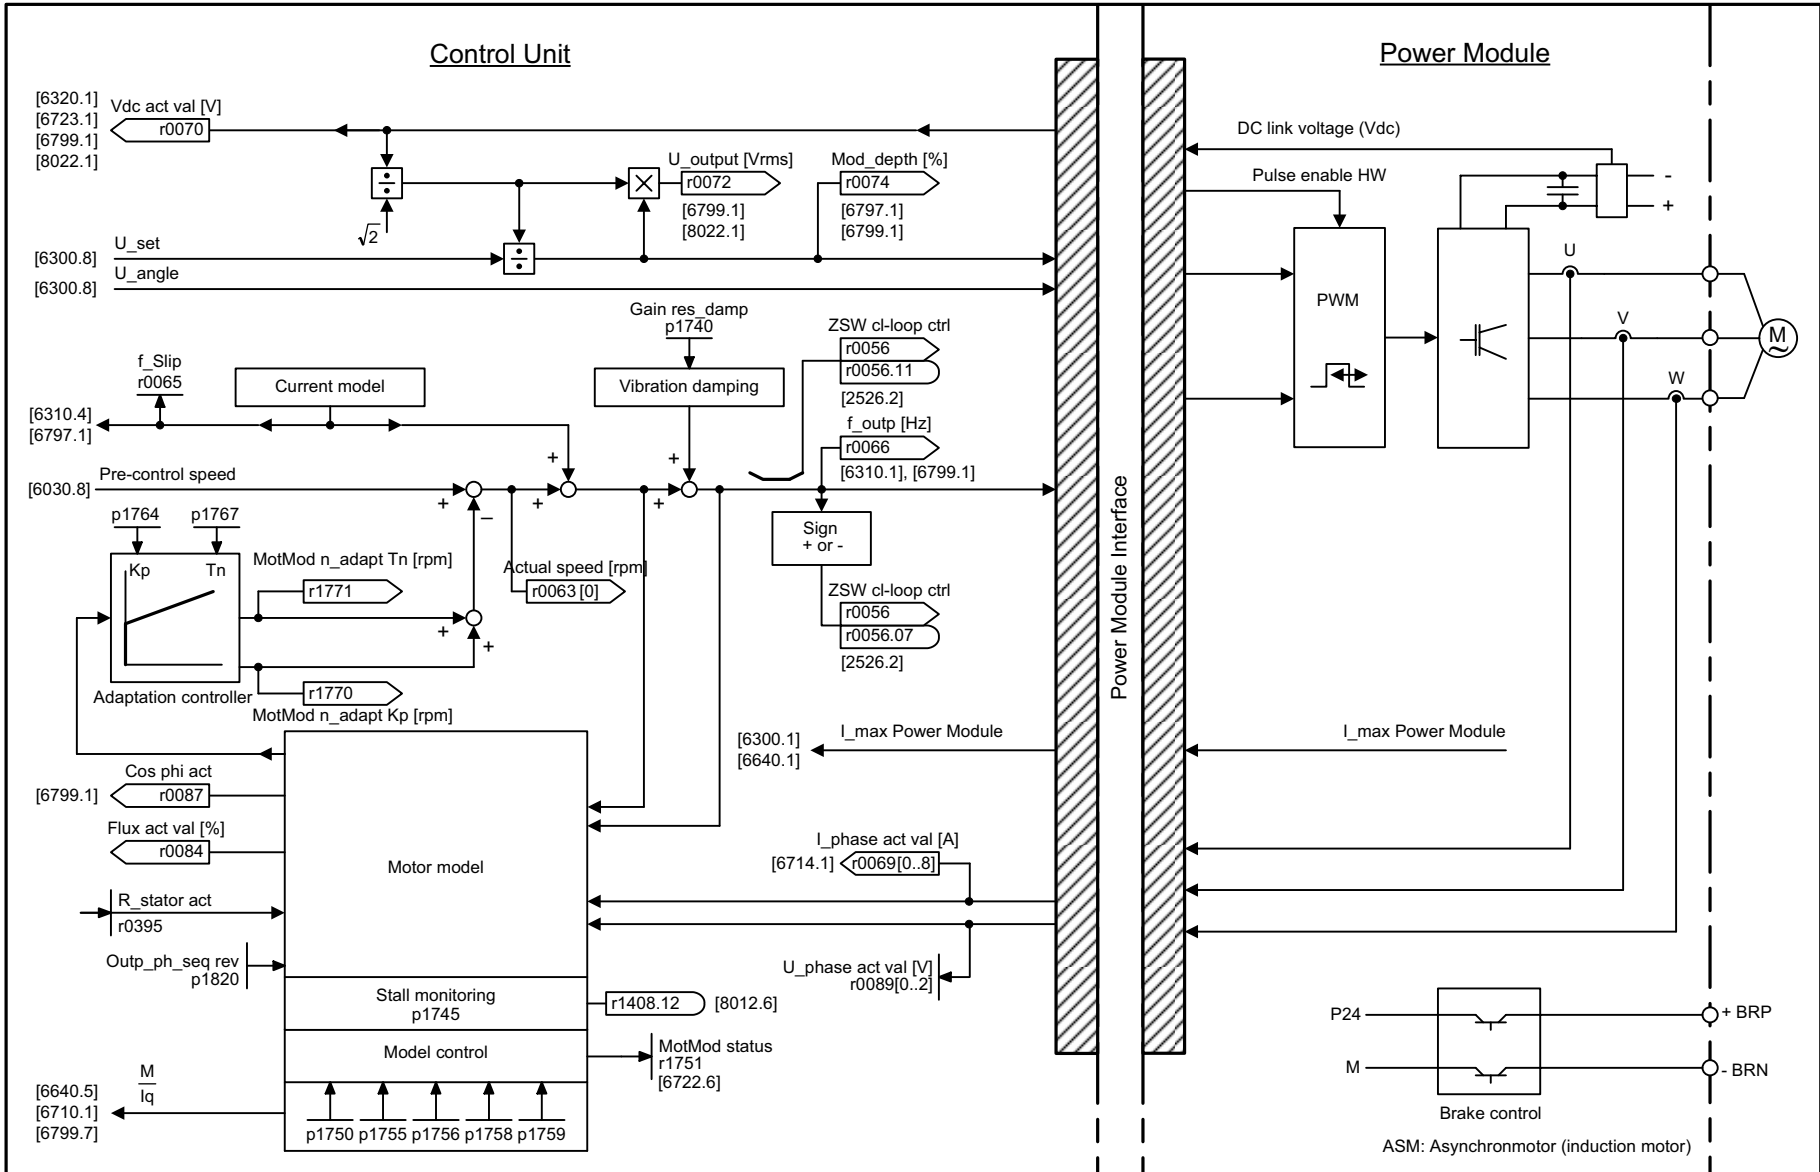 Control Unit
Power Module
[6320.1]
[6723.1]
[6799.1]
[8022.1]
Vdc act val [V]
r0070
÷
√2
×
U_output [Vrms]
r0072
[6799.1]
[8022.1]
Mod_depth [%]
r0074
[6797.1]
[6799.1]
U_set
[6300.8]
÷
U_angle
[6300.8]
DC link voltage (Vdc)
Pulse enable HW
-
+
PWM
U
V
W
M
~
Gain res_damp
p1740
Vibration damping
ZSW cl-loop ctrl
r0056
r0056.11
[2526.2]
f_Slip
r0065
Current model
[6310.4]
[6797.1]
f_outp [Hz]
r0066
[6310.1], [6799.1]
Pre-control speed
[6030.8]
+
+
+
+
+
–
p1764
p1767
Kp
Tn
Adaptation controller
MotMod n_adapt Tn [rpm]
r1771
+
+
r1770
MotMod n_adapt Kp [rpm]
Actual speed [rpm]
r0063 [0]
Sign
+ or -
ZSW cl-loop ctrl
r0056
r0056.07
[2526.2]
Power Module Interface
[6300.1]
[6640.1]
I_max Power Module
I_max Power Module
Cos phi act
[6799.1]
r0087
Flux act val [%]
r0084
Motor model
R_stator act
r0395
Outp_ph_seq rev
p1820
I_phase act val [A]
[6714.1]
r0069[0..8]
U_phase act val [V]
r0089[0..2]
Stall monitoring
p1745
r1408.12
[8012.6]
Model control
MotMod status
r1751
[6722.6]
M
Iq
[6640.5]
[6710.1]
[6799.7]
p1750 p1755 p1756 p1758 p1759
P24
+ BRP
M
- BRN
Brake control
ASM: Asynchronmotor (induction motor)